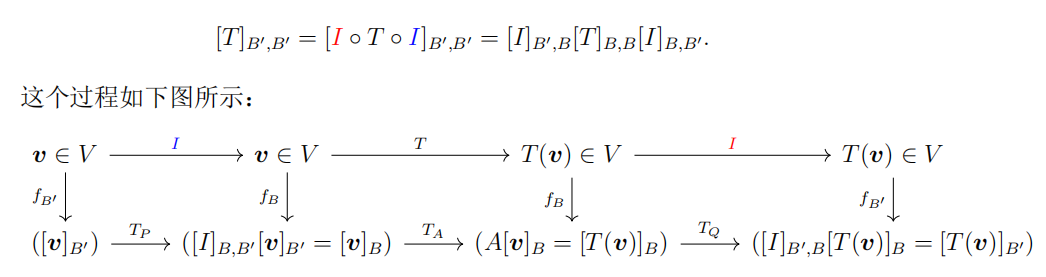 [T]_{B',B'} = [I ∘ T ∘ I]_{B',B'} = [I]_{B',B}[T]_{B,B}[I]_{B,B'}.
这个过程如下图所示：
I T I
v ∈ V v ∈ V T(v) ∈ V T(v) ∈ V
f_{B'} f_B f_B f_{B'}
T_P T_A T_Q
([v]_{B'}) ([I]_{B,B'}[v]_{B'} = [v]_B) (A[v]_B = [T(v)]_B) ([I]_{B',B}[T(v)]_B = [T(v)]_{B'})